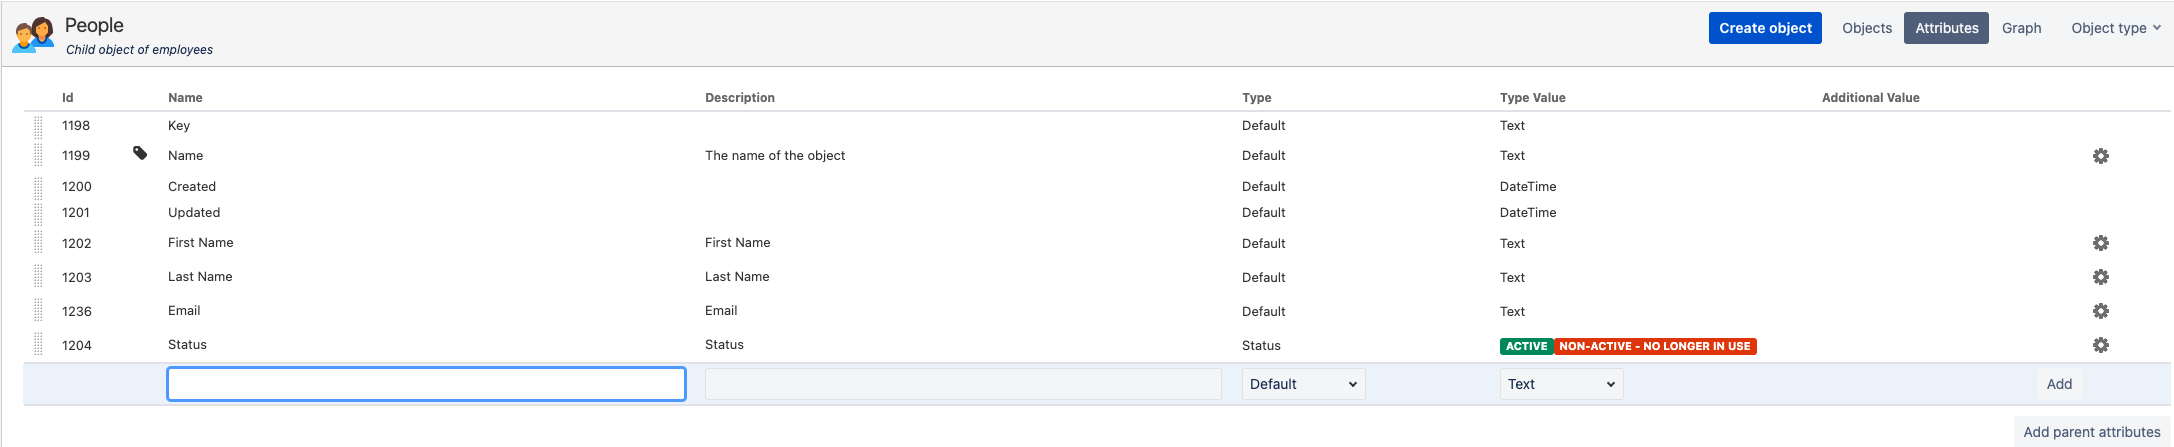 People
Child object of employees
Create object Objects Attributes Graph Object type
Id Name Description Type Type Value Additional Value
1198 Key Default Text
1199 Name The name of the object Default Text
1200 Created Default DateTime
1201 Updated Default DateTime
1202 First Name First Name Default Text
1203 Last Name Last Name Default Text
1236 Email Email Default Text
1204 Status Status Status ACTIVE NON-ACTIVE - NO LONGER IN USE
Default Text Add
Add parent attributes